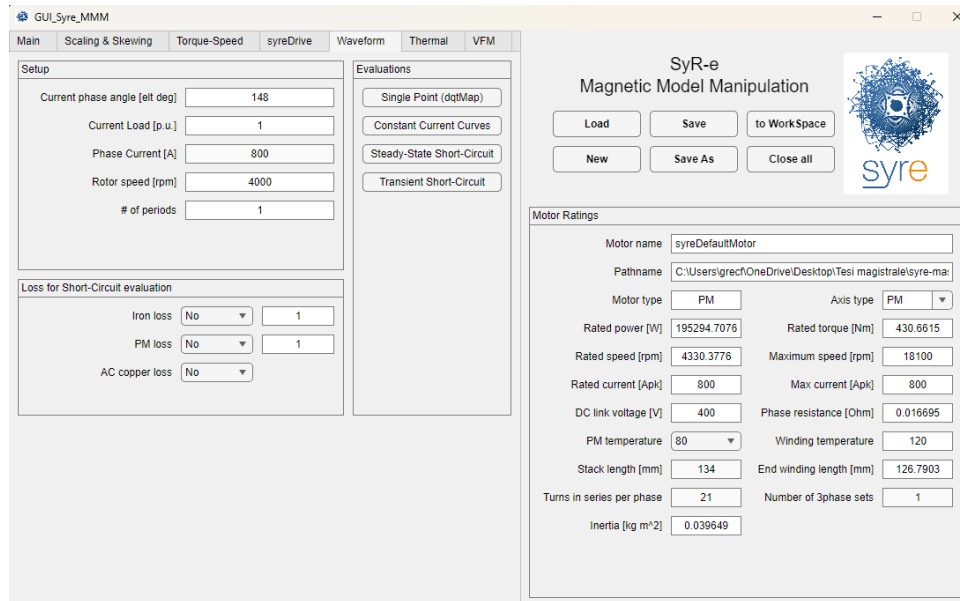 GUI_Syre_MMM
Main Scaling & Skewing Torque-Speed syreDrive Waveform Thermal VFM
Setup
Current phase angle [elt deg] 148
Current Load [p.u.] 1
Phase Current [A] 800
Rotor speed [rpm] 4000
# of periods 1
Evaluations
Single Point (dqtMap)
Constant Current Curves
Steady-State Short-Circuit
Transient Short-Circuit
Loss for Short-Circuit evaluation
Iron loss No 1
PM loss No 1
AC copper loss No
SyR-e
Magnetic Model Manipulation
Load Save to WorkSpace
New Save As Close all
syre
Motor Ratings
Motor name syreDefaultMotor
Pathname C:\Users\grecf\OneDrive\Desktop\Tesi magistrale\syre-mas
Motor type PM Axis type PM
Rated power [W] 195294.7076 Rated torque [Nm] 430.6615
Rated speed [rpm] 4330.3776 Maximum speed [rpm] 18100
Rated current [Apk] 800 Max current [Apk] 800
DC link voltage [V] 400 Phase resistance [Ohm] 0.016695
PM temperature 80 Winding temperature 120
Stack length [mm] 134 End winding length [mm] 126.7903
Turns in series per phase 21 Number of 3phase sets 1
Inertia [kg m^2] 0.039649